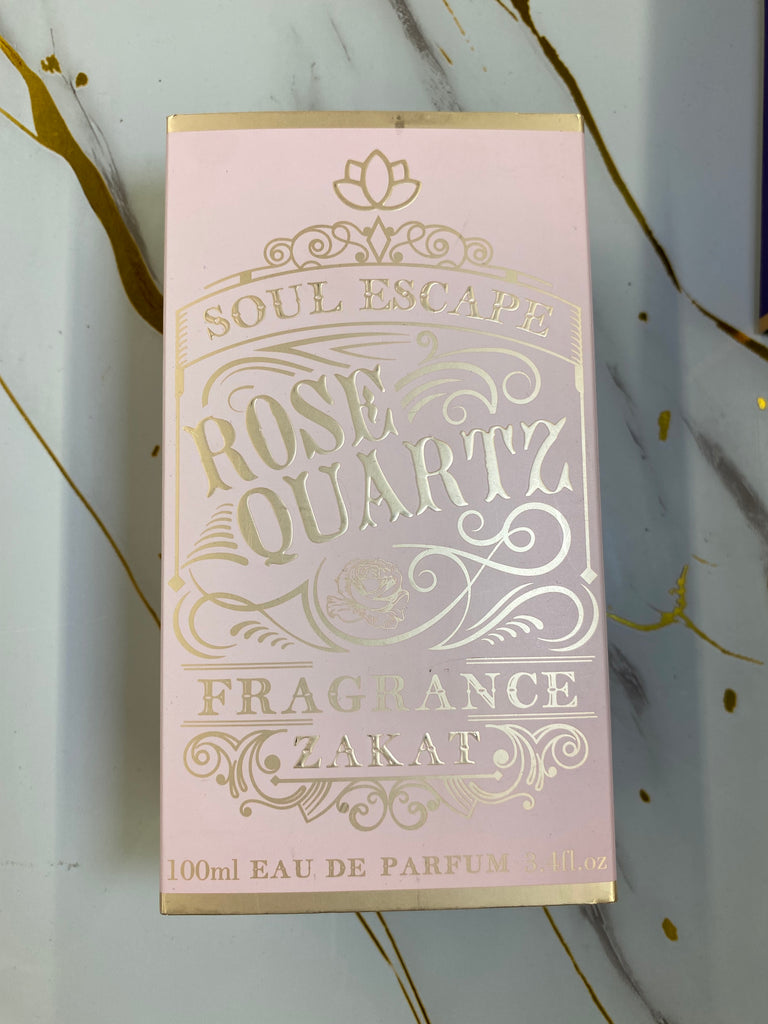 SOUL ESCAPE
ROSE
QUARTZ
FRAGRANCE
ZAKAT
100ml EAU DE PARFUM 3.4fl.oz